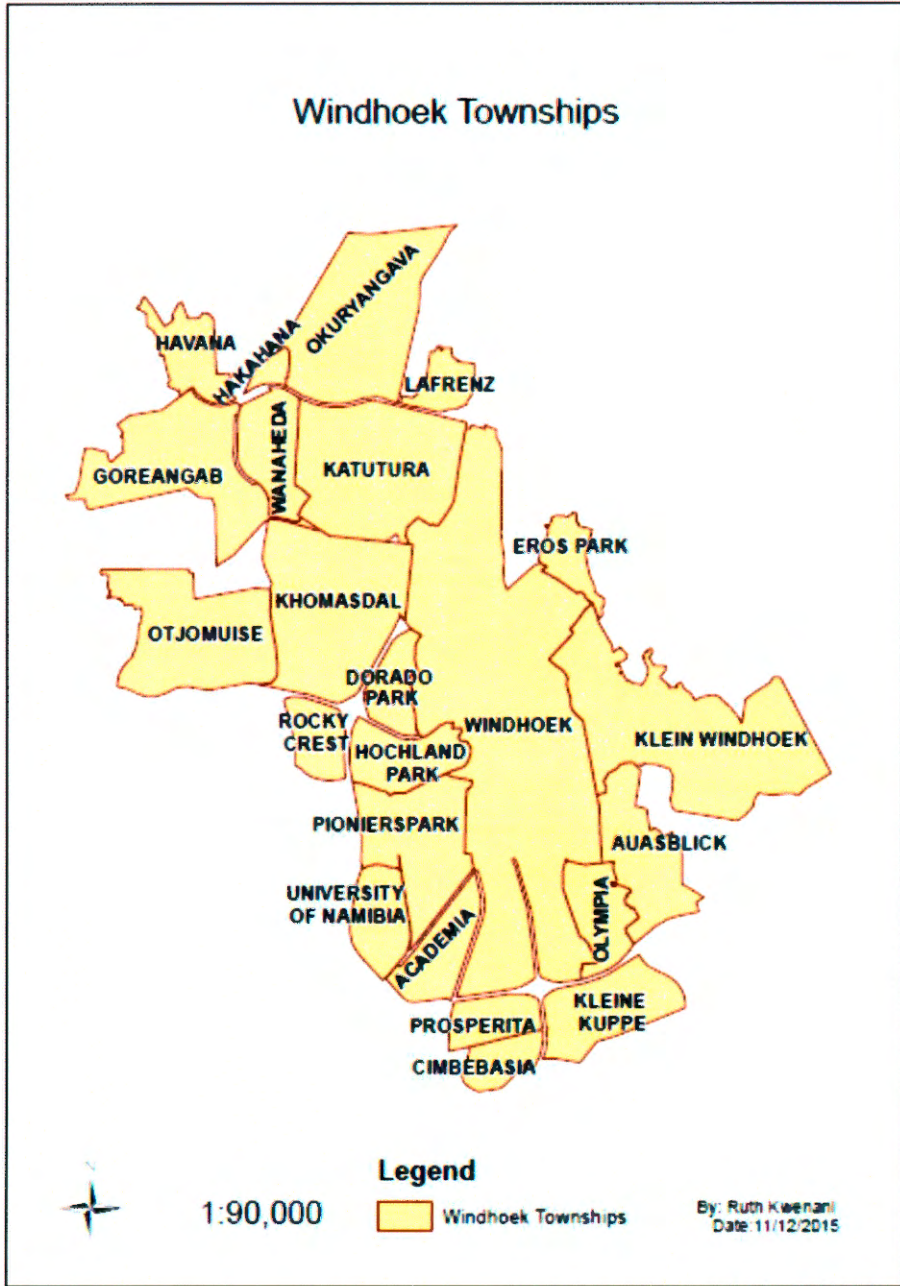 Windhoek Townships
OKURYANGAVA
HAVANA
HAKAHANA
LAFRENZ
WANAHEDA
KATUTURA
GOREANGAB
EROS PARK
KHOMASDAL
OTJOMUISE
DORADO
PARK
ROCKY
CREST
WINDHOEK
KLEIN WINDHOEK
HOCHLAND
PARK
PIONIERSPARK
AUASBLICK
UNIVERSITY
OF NAMIBIA
OLYMPIA
ACADEMIA
KLEINE
KUPPE
PROSPERITA
CIMBEBASIA
N
Legend
1:90,000
Windhoek Townships
By: Ruth Kwenani
Date:11/12/2015